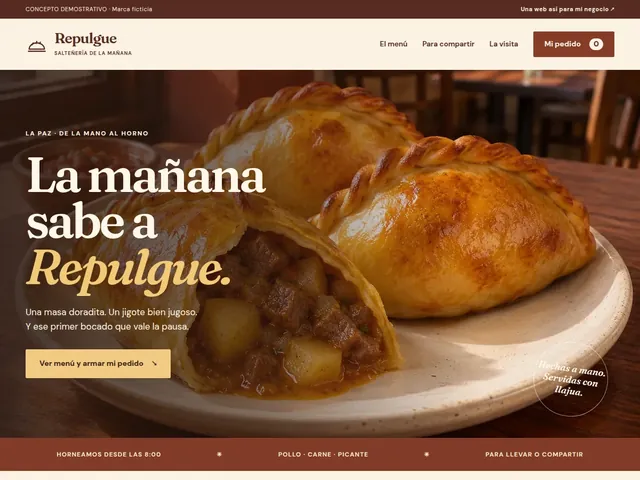 CONCEPTO DEMOSTRATIVO · Marca ficticia
Una web así para mi negocio ↗
Repulgue
SALTEÑERÍA DE LA MAÑANA
El menú
Para compartir
La visita
Mi pedido 0
LA PAZ · DE LA MANO AL HORNO
La mañana
sabe a
Repulgue.
Una masa doradita. Un jigote bien jugoso.
Y ese primer bocado que vale la pausa.
Ver menú y armar mi pedido ↘
Hechas a mano.
Servidas con
llajua.
HORNEAMOS DESDE LAS 8:00
POLLO · CARNE · PICANTE
PARA LLEVAR O COMPARTIR